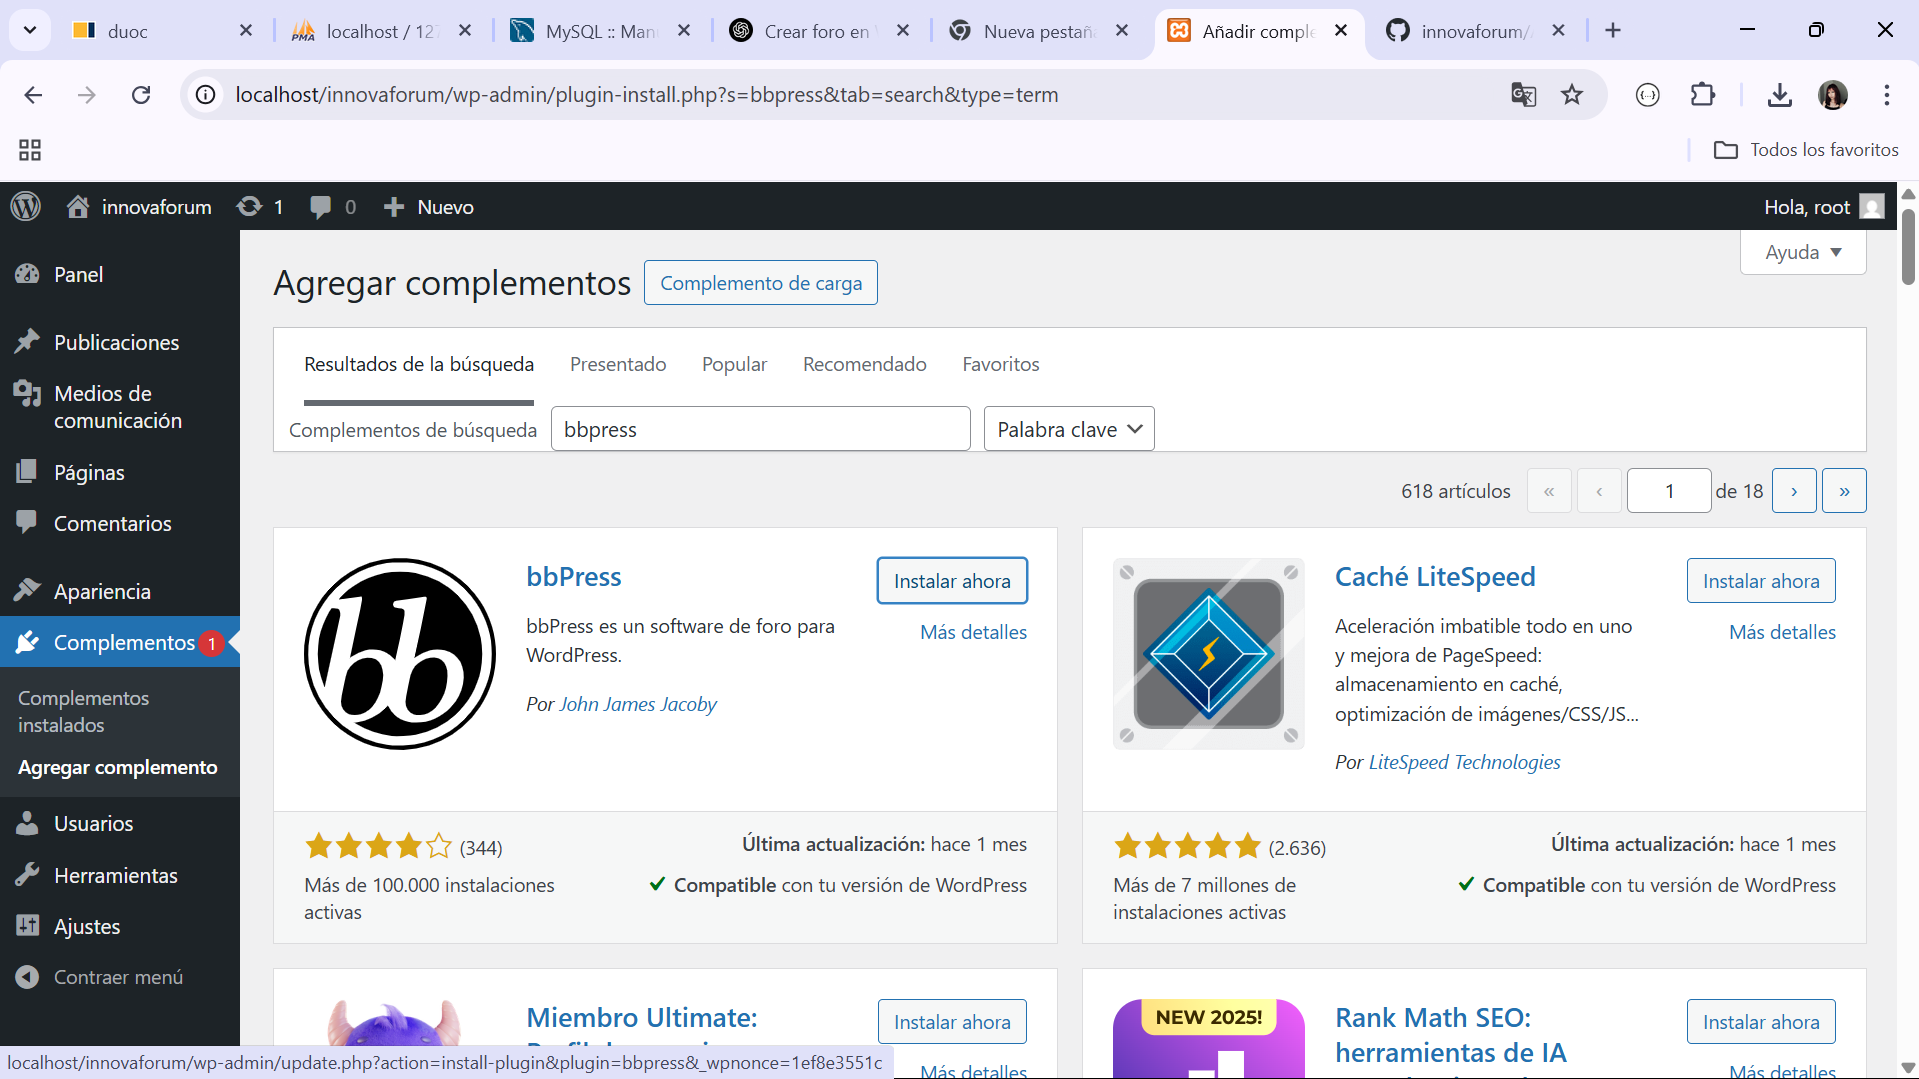 duoc
localhost / 127
MySQL :: Man
Crear foro en
Nueva pestañ
Añadir comple
innovaforum/
localhost/innovaforum/wp-admin/plugin-install.php?s=bbpress&tab=search&type=term
Todos los favoritos
innovaforum
1
0
Nuevo
Hola, root
Panel
Publicaciones
Medios de
comunicación
Páginas
Comentarios
Apariencia
Complementos 1
Complementos
instalados
Agregar complemento
Usuarios
Herramientas
Ajustes
Contraer menú
Ayuda
Agregar complementos
Complemento de carga
Resultados de la búsqueda
Presentado
Popular
Recomendado
Favoritos
Complementos de búsqueda
bbpress
Palabra clave
618 artículos
«
‹
1
de 18
›
»
bb
bbPress
Instalar ahora
Más detalles
bbPress es un software de foro para
WordPress.
Por John James Jacoby
(344)
Última actualización: hace 1 mes
Más de 100.000 instalaciones
activas
Compatible con tu versión de WordPress
Caché LiteSpeed
Instalar ahora
Más detalles
Aceleración imbatible todo en uno
y mejora de PageSpeed:
almacenamiento en caché,
optimización de imágenes/CSS/JS...
Por LiteSpeed Technologies
(2.636)
Última actualización: hace 1 mes
Más de 7 millones de
instalaciones activas
Compatible con tu versión de WordPress
Miembro Ultimate:
Instalar ahora
Más detalles
NEW 2025!
Rank Math SEO:
herramientas de IA
Instalar ahora
Más detalles
localhost/innovaforum/wp-admin/update.php?action=install-plugin&plugin=bbpress&_wpnonce=1ef8e3551c